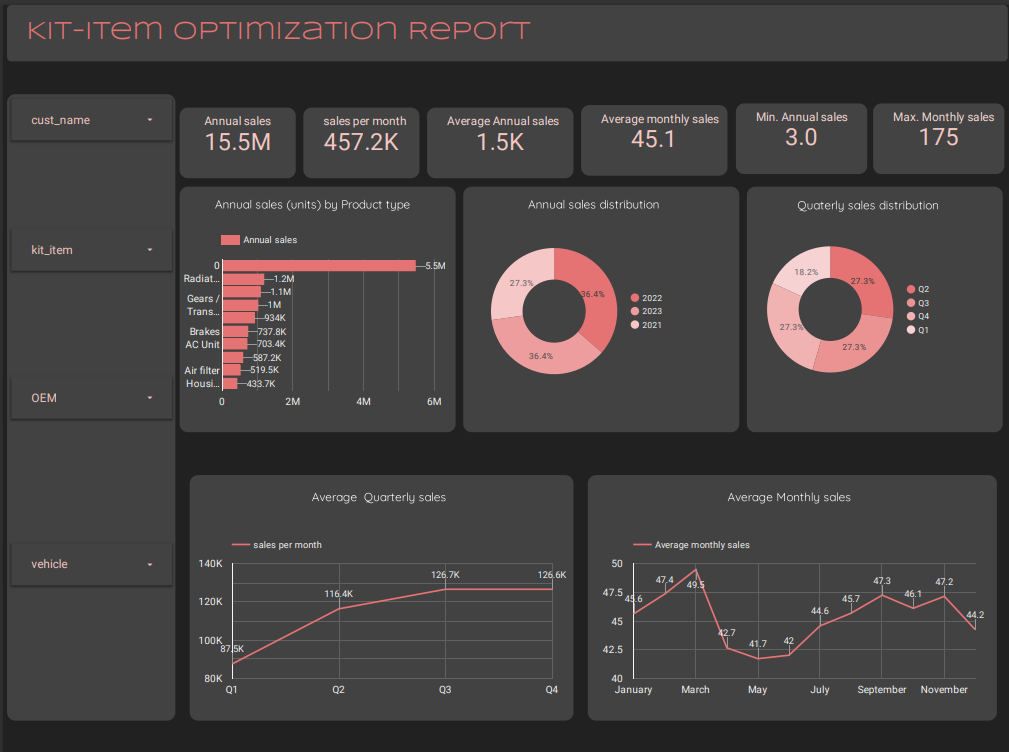 KIT-ITEM OPTIMIZATION REPORT
cust_name
kit_item
OEM
vehicle
Annual sales
15.5M
sales per month
457.2K
Average Annual sales
1.5K
Average monthly sales
45.1
Min. Annual sales
3.0
Max. Monthly sales
175
Annual sales (units) by Product type
Annual sales
0
5.5M
Radiat...
1.2M
1.1M
Gears /
Trans...
1M
934K
Brakes
737.8K
AC Unit
703.4K
587.2K
Air filter
519.5K
Housi...
433.7K
0 2M 4M 6M
Annual sales distribution
27.3%
36.4%
36.4%
2022
2023
2021
Quaterly sales distribution
18.2%
27.3%
27.3%
27.3%
Q2
Q3
Q4
Q1
Average Quarterly sales
sales per month
140K
120K
100K
80K
87.5K
116.4K
126.7K
126.6K
Q1 Q2 Q3 Q4
Average Monthly sales
Average monthly sales
50
47.5
45
42.5
40
45.6
47.4
49.5
42.7
41.7
42
44.6
45.7
47.3
46.1
47.2
44.2
January March May July September November